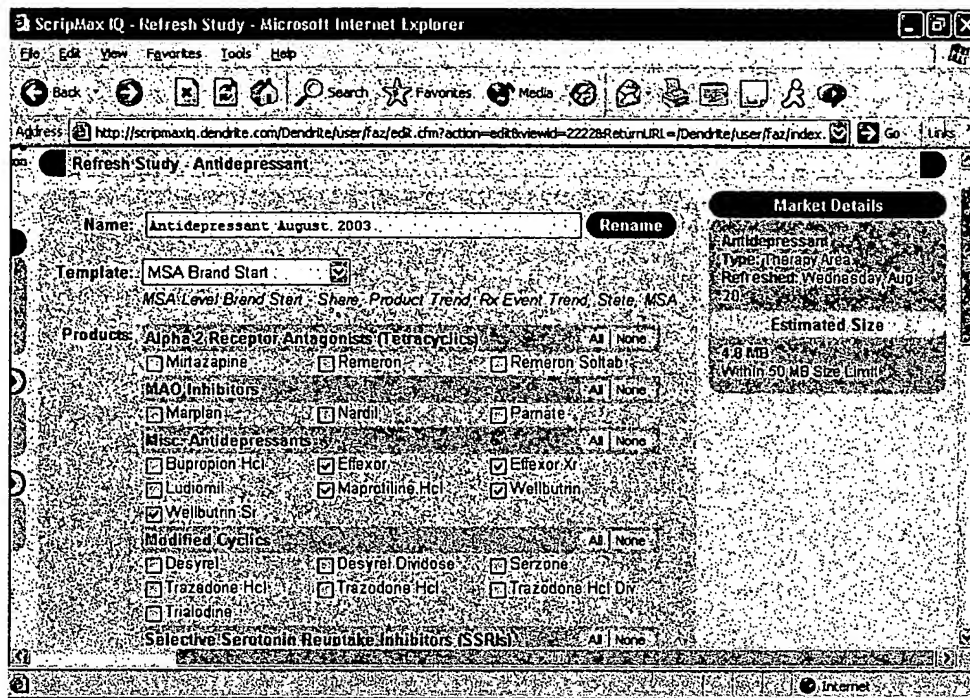 ScripMax IQ - Refresh Study - Microsoft Internet Explorer
File Edit View Favorites Tools Help
Back Search Favorites Media
Address http://scripmaxiq.dendrite.com/Dendrite/user/faz/edit.cfm?action=edit&viewid=2222&ReturnURL=/Dendrite/user/faz/index. Go Links
Refresh Study - Antidepressant
Name: Antidepressant August 2003 Rename
Template: MSA Brand Start
MSA Level Brand Start : Share, Product Trend, Rx Event Trend, State, MSA
Products: Alpha 2 Receptor Antagonists (Tetracyclics) All None
Mirtazapine Remeron Remeron Soltab
MAO Inhibitors All None
Marplan Nardil Parnate
Misc. Antidepressants All None
Bupropion Hcl Effexor Effexor Xr
Ludiomil Maprotiline Hcl Wellbutrin
Wellbutrin Sr
Modified Cyclics All None
Desyrel Desyrel Dividose Serzone
Trazodone Hcl Trazodone Hcl Trazodone Hcl Div
Trialodine
Selective Serotonin Reuptake Inhibitors (SSRIs) All None
Market Details
Antidepressant
Type: Therapy Area
Refreshed: Wednesday, Aug
20
Estimated Size
4.8 MB
Within 50 MB Size Limit
Internet